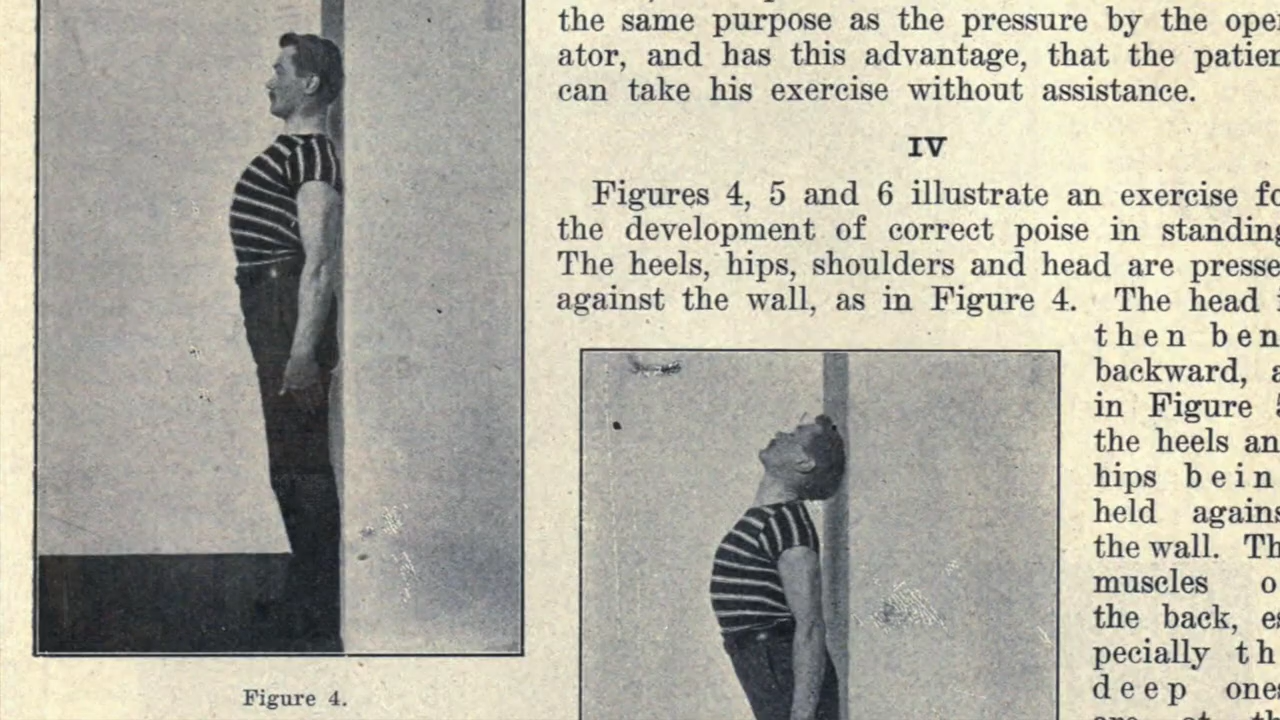 the same purpose as the pressure by the oper
ator, and has this advantage, that the patien
can take his exercise without assistance.
IV
Figures 4, 5 and 6 illustrate an exercise fo
the development of correct poise in standing
The heels, hips, shoulders and head are presse
against the wall, as in Figure 4. The head i
then ben
backward, a
in Figure 5
the heels an
hips bein
held agains
the wall. Th
muscles o
the back, es
pecially th
deep ones
Figure 4.